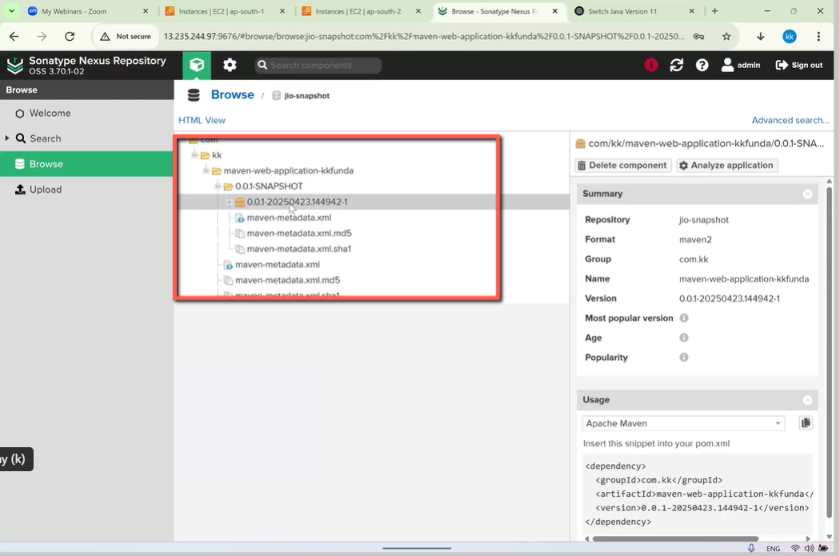 My Webinars - Zoom
Instances | EC2 | ap-south-1
Instances | EC2 | ap-south-2
Browse - Sonatype Nexus R
Switch Java Version 11
Not secure
13.235.244.97:9676/#browse/browse:jio-snapshot:com%2Fkk%2Fmaven-web-application-kkfunda%2F0.0.1-SNAPSHOT%2F0.0.1-20250...
kk
Sonatype Nexus Repository
OSS 3.70.1-02
Search components
admin
Sign out
Browse
Welcome
Search
Browse
Upload
Browse / jio-snapshot
HTML View
Advanced search...
com
kk
maven-web-application-kkfunda
0.0.1-SNAPSHOT
0.0.1-20250423.144942-1
maven-metadata.xml
maven-metadata.xml.md5
maven-metadata.xml.sha1
maven-metadata.xml
maven-metadata.xml.md5
maven-metadata.xml.sha1
com/kk/maven-web-application-kkfunda/0.0.1-SNA...
Delete component
Analyze application
Summary
Repository jio-snapshot
Format maven2
Group com.kk
Name maven-web-application-kkfunda
Version 0.0.1-20250423.144942-1
Most popular version
Age
Popularity
Usage
Apache Maven
Insert this snippet into your pom.xml
<dependency>
<groupId>com.kk</groupId>
<artifactId>maven-web-application-kkfunda</
<version>0.0.1-20250423.144942-1</version>
</dependency>
y (k)
ENG